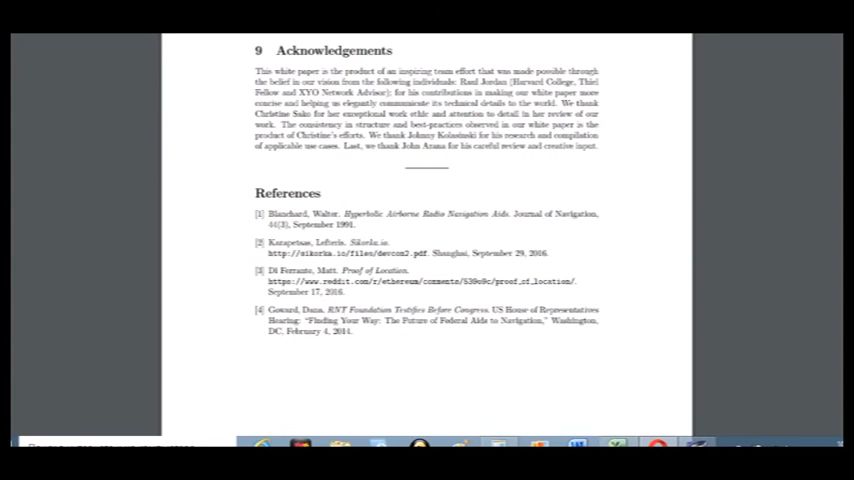 9 Acknowledgements
This white paper is the product of an inspiring team effort that was made possible through
the belief in our vision from the following individuals: Raul Jordan (Harvard College, Thiel
Fellow and XYO Network Advisor); for his contributions in making our white paper more
concise and helping us elegantly communicate its technical details to the world. We thank
Christine Sako for her exceptional work ethic and attention to detail in her review of our
work. The consistency in structure and best-practices observed in our white paper is the
product of Christine's efforts. We thank Johnny Kolasinski for his research and compilation
of applicable use cases. Last, we thank John Arana for his careful review and creative input.
References
[1] Blanchard, Walter. Hyperbolic Airborne Radio Navigation Aids. Journal of Navigation,
44(3), September 1991.
[2] Karapetsas, Lefteris. Sikorka.io.
http://sikorka.io/files/devcon2.pdf. Shanghai, September 29, 2016.
[3] Di Ferrante, Matt. Proof of Location.
https://www.reddit.com/r/ethereum/comments/539o9c/proof_of_location/.
September 17, 2016.
[4] Goward, Dana. RNT Foundation Testifies Before Congress. US House of Representatives
Hearing: "Finding Your Way: The Future of Federal Aids to Navigation," Washington,
DC, February 4, 2014.